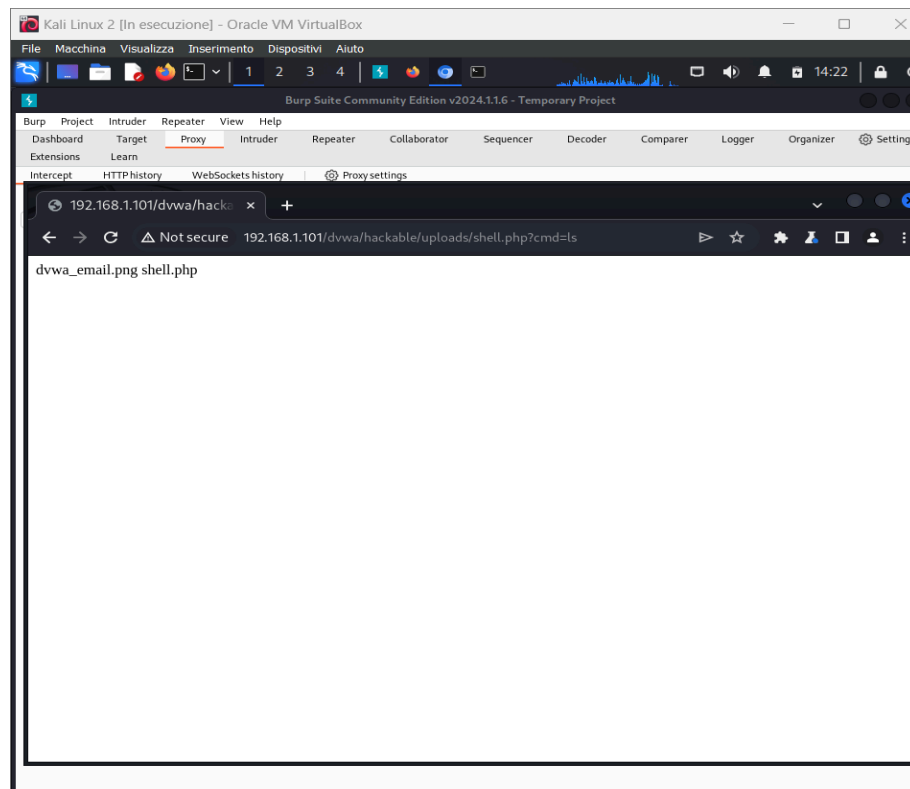 Kali Linux 2 [In esecuzione] - Oracle VM VirtualBox
File Macchina Visualizza Inserimento Dispositivi Aiuto
1 2 3 4 14:22
Burp Suite Community Edition v2024.1.1.6 - Temporary Project
Burp Project Intruder Repeater View Help
Dashboard Target Proxy Intruder Repeater Collaborator Sequencer Decoder Comparer Logger Organizer Setting
Extensions Learn
Intercept HTTP history WebSockets history Proxy settings
192.168.1.101/dvwa/hacka
Not secure 192.168.1.101/dvwa/hackable/uploads/shell.php?cmd=ls
dvwa_email.png shell.php